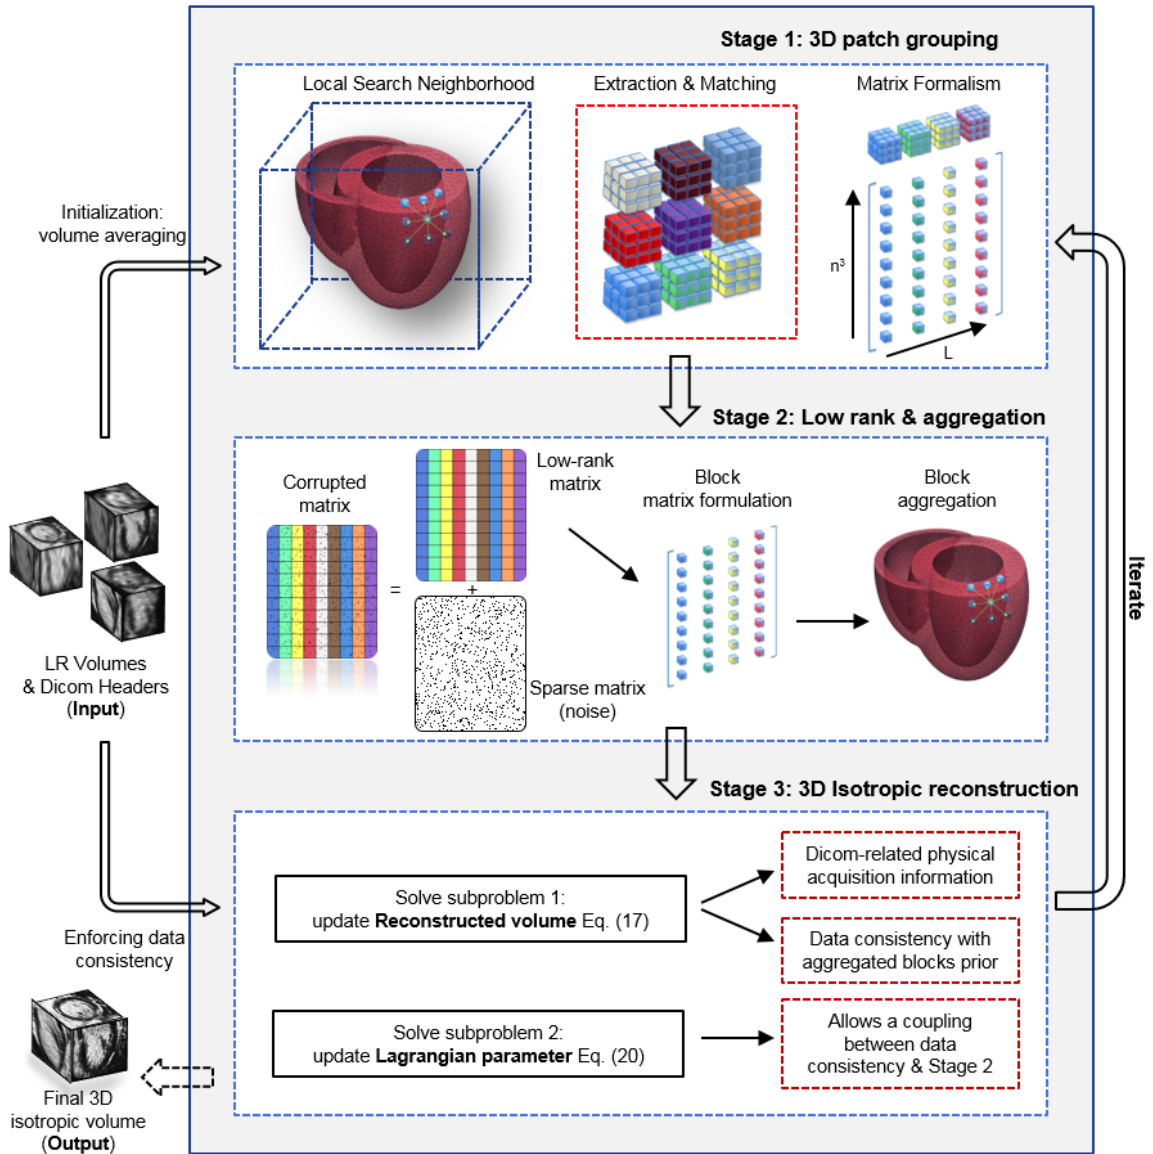 Stage 1: 3D patch grouping
Local Search Neighborhood
Extraction & Matching
Matrix Formalism
Initialization:
volume averaging
n³
L
Stage 2: Low rank & aggregation
Corrupted
matrix
=
Low-rank
matrix
+
Sparse matrix
(noise)
Block
matrix formulation
Block
aggregation
Iterate
LR Volumes
& Dicom Headers
(Input)
Stage 3: 3D Isotropic reconstruction
Solve subproblem 1:
update Reconstructed volume Eq. (17)
Dicom-related physical
acquisition information
Data consistency with
aggregated blocks prior
Enforcing data
consistency
Solve subproblem 2:
update Lagrangian parameter Eq. (20)
Allows a coupling
between data
consistency & Stage 2
Final 3D
isotropic volume
(Output)